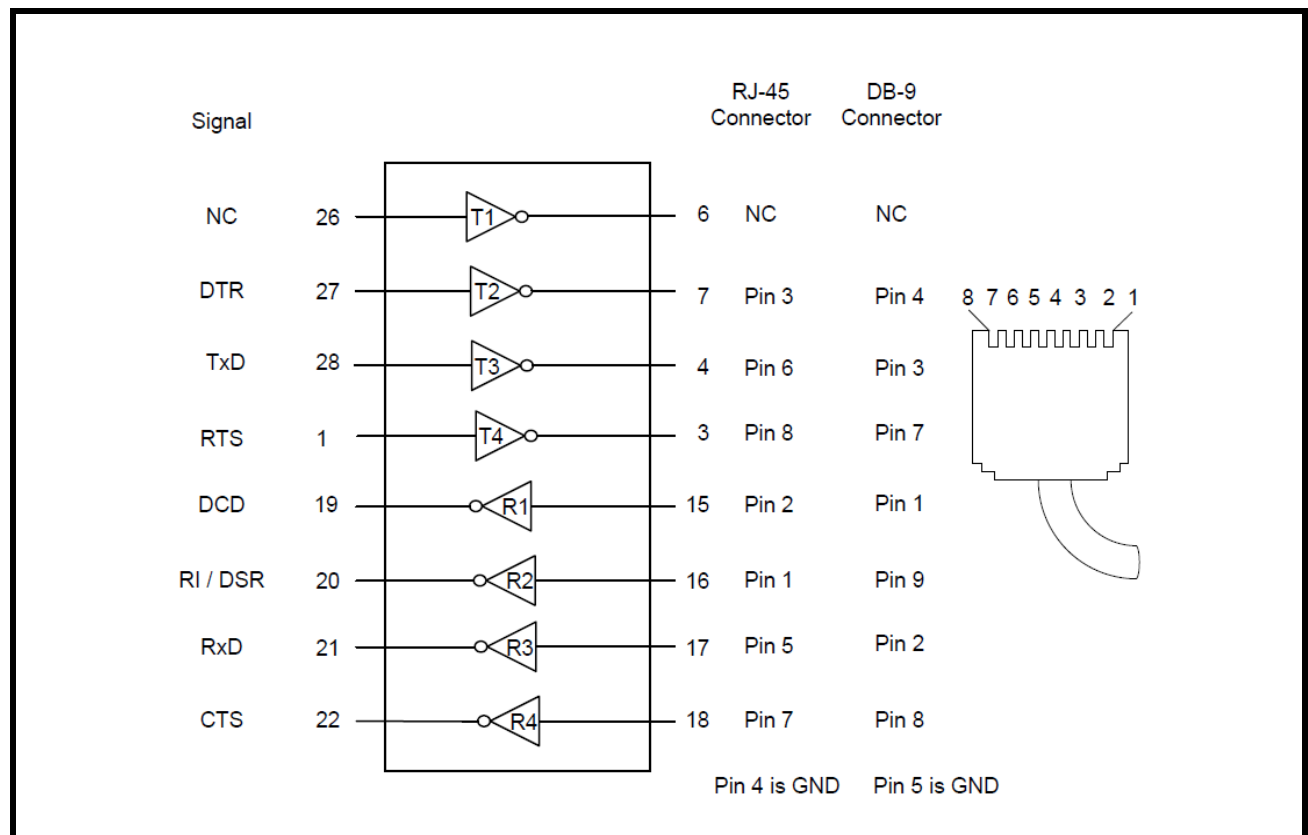 RJ-45 DB-9
Signal Connector Connector
NC 26 T1 6 NC NC
DTR 27 T2 7 Pin 3 Pin 4
8 7 6 5 4 3 2 1
TxD 28 T3 4 Pin 6 Pin 3
RTS 1 T4 3 Pin 8 Pin 7
DCD 19 R1 15 Pin 2 Pin 1
RI / DSR 20 R2 16 Pin 1 Pin 9
RxD 21 R3 17 Pin 5 Pin 2
CTS 22 R4 18 Pin 7 Pin 8
Pin 4 is GND Pin 5 is GND